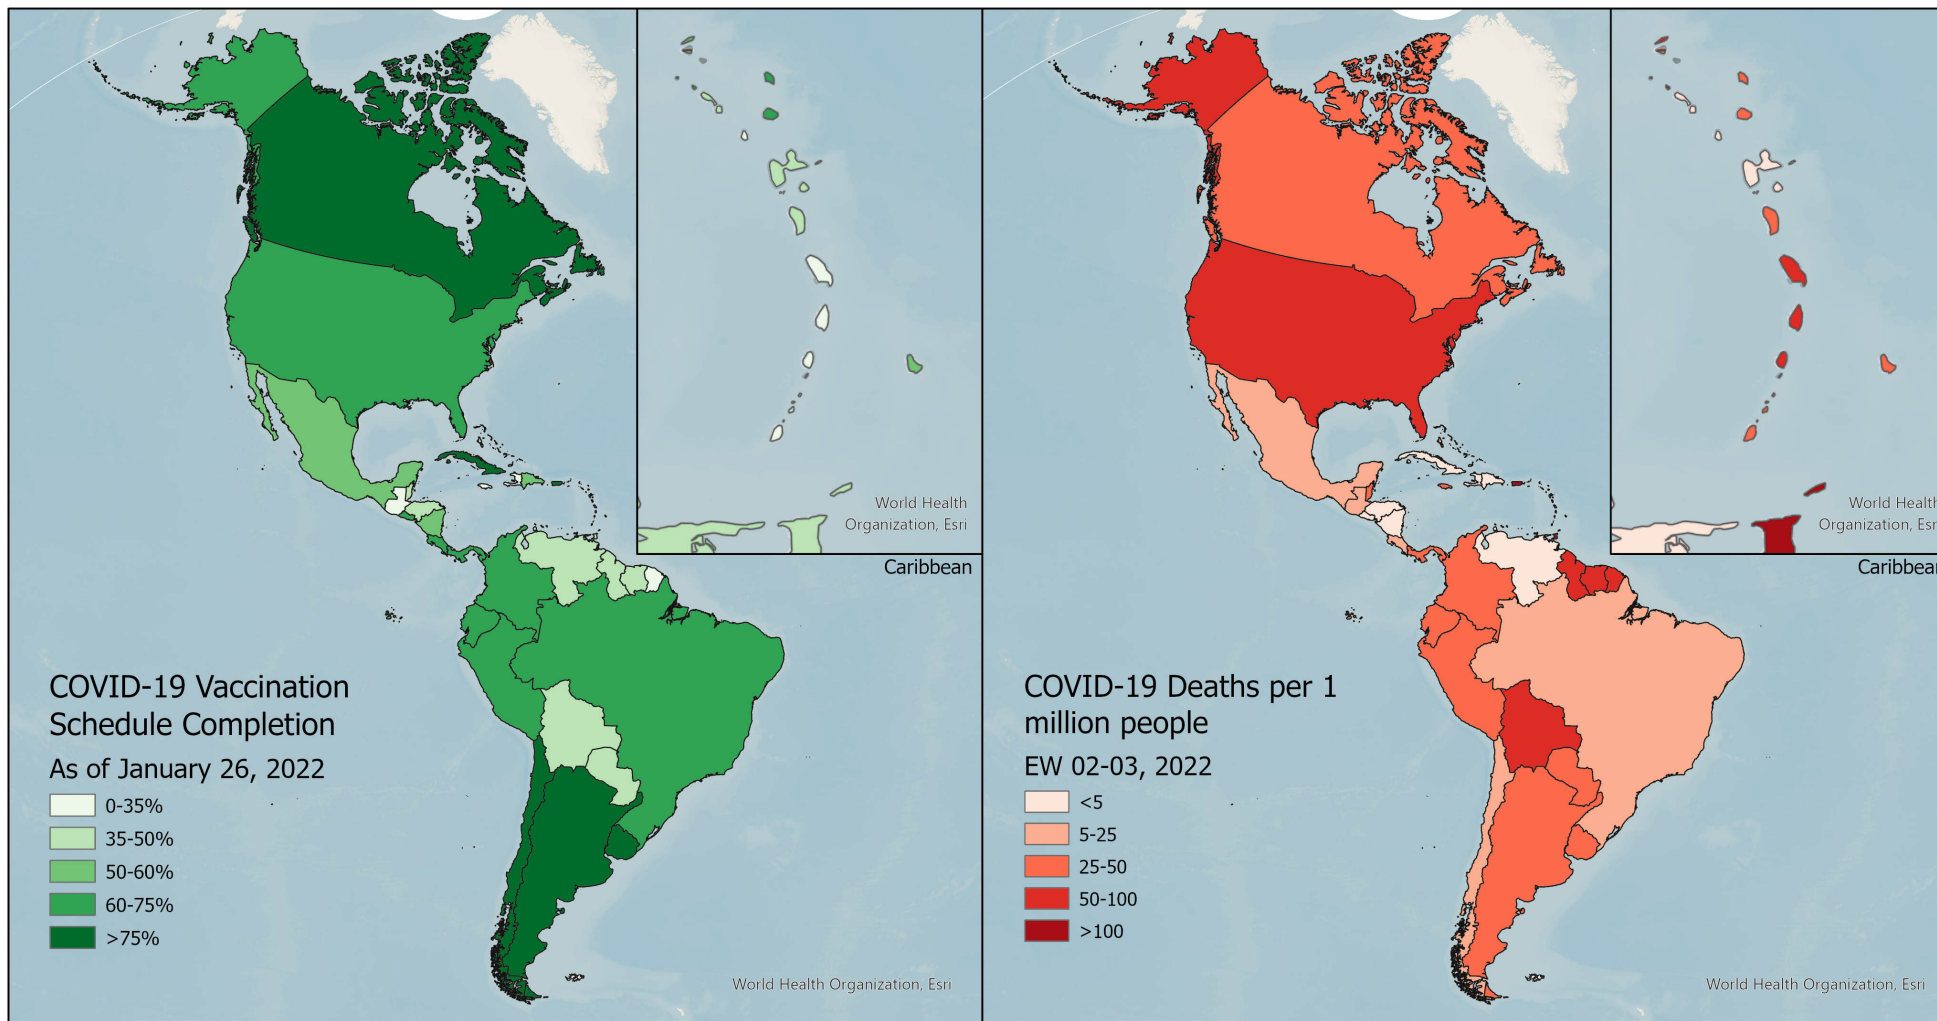 World Health
Organization, Esri
Caribbean
COVID-19 Vaccination
Schedule Completion
As of January 26, 2022
0-35%
35-50%
50-60%
60-75%
>75%
World Health Organization, Esri
World Health
Organization, Esri
Caribbean
COVID-19 Deaths per 1
million people
EW 02-03, 2022
<5
5-25
25-50
50-100
>100
World Health Organization, Esri